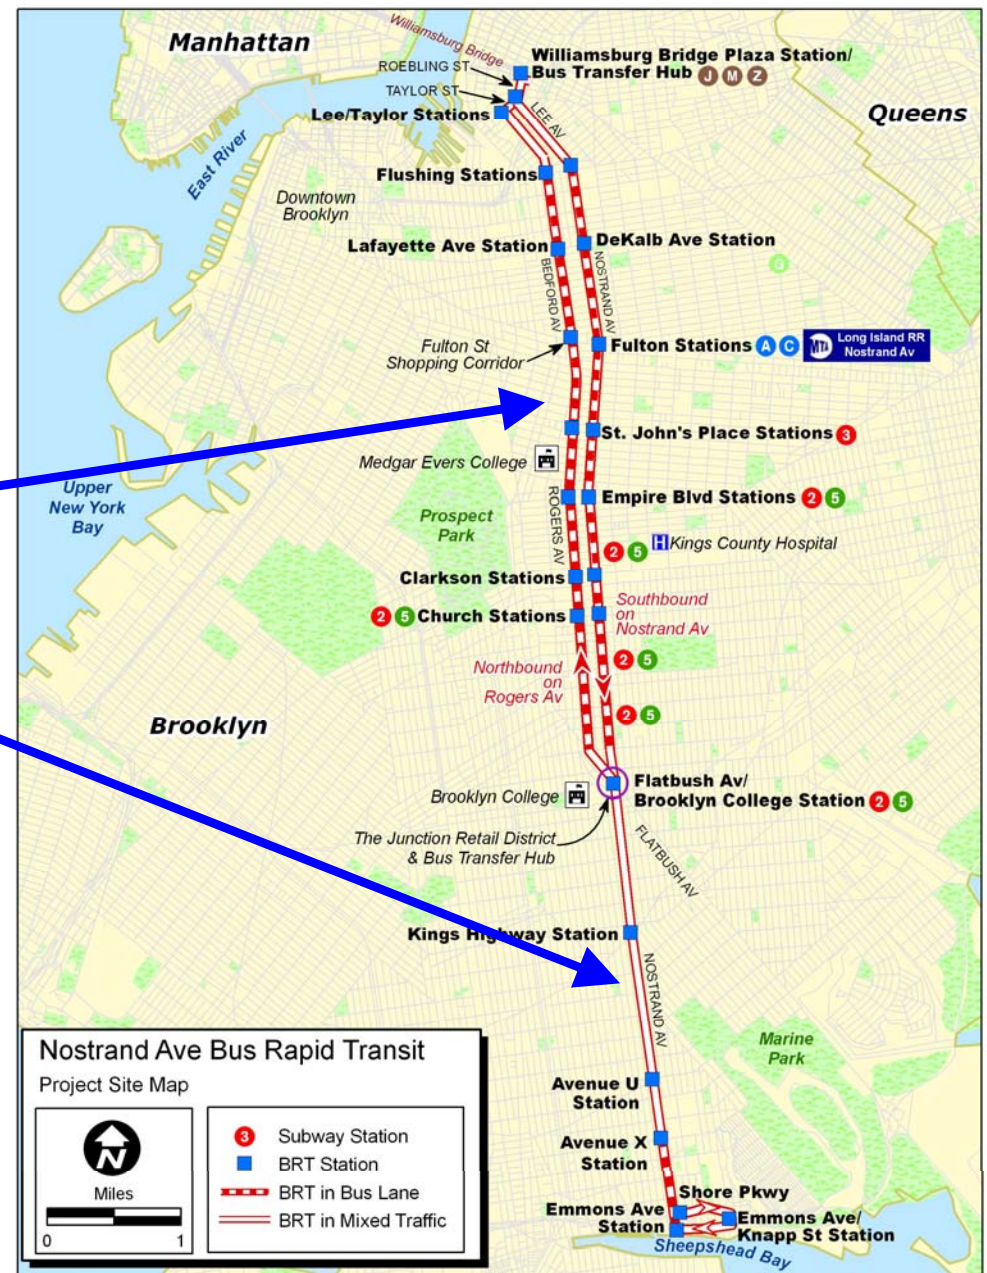 Manhattan
Williamsburg Bridge
Williamsburg Bridge Plaza Station/
Bus Transfer Hub J M Z
ROEBLING ST
TAYLOR ST
Lee/Taylor Stations
LEE AV
Queens
East River
Downtown
Brooklyn
Flushing Stations
Lafayette Ave Station
DeKalb Ave Station
BEDFORD AV
NOSTRAND AV
G
Fulton St
Shopping Corridor
Fulton Stations A C
MTA
Long Island RR
Nostrand Av
St. John's Place Stations 3
Medgar Evers College
Upper
New York
Bay
Prospect
Park
ROGERS AV
Empire Blvd Stations 2 5
2 5 H Kings County Hospital
Clarkson Stations
2 5 Church Stations
Southbound
on
Nostrand Av
Northbound
on
Rogers Av
2 5
2 5
Brooklyn
Flatbush Av/
Brooklyn College Station 2 5
Brooklyn College
The Junction Retail District
& Bus Transfer Hub
FLATBUSH AV
Kings Highway Station
NOSTRAND AV
Marine
Park
Avenue U
Station
Avenue X
Station
Shore Pkwy
Emmons Ave
Station
Emmons Ave/
Knapp St Station
Sheepshead Bay
Nostrand Ave Bus Rapid Transit
Project Site Map
N
Miles
0 1
3 Subway Station
BRT Station
BRT in Bus Lane
BRT in Mixed Traffic